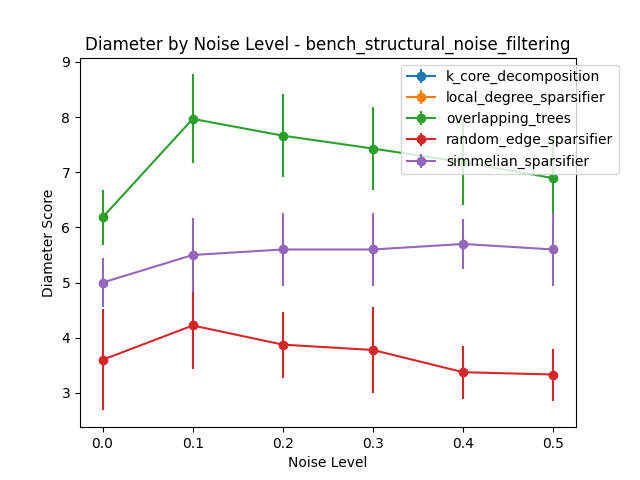 Diameter by Noise Level - bench_structural_noise_filtering
9
8
7
6
5
4
3
Diameter Score
k_core_decomposition
local_degree_sparsifier
overlapping_trees
random_edge_sparsifier
simmelian_sparsifier
0.0 0.1 0.2 0.3 0.4 0.5
Noise Level